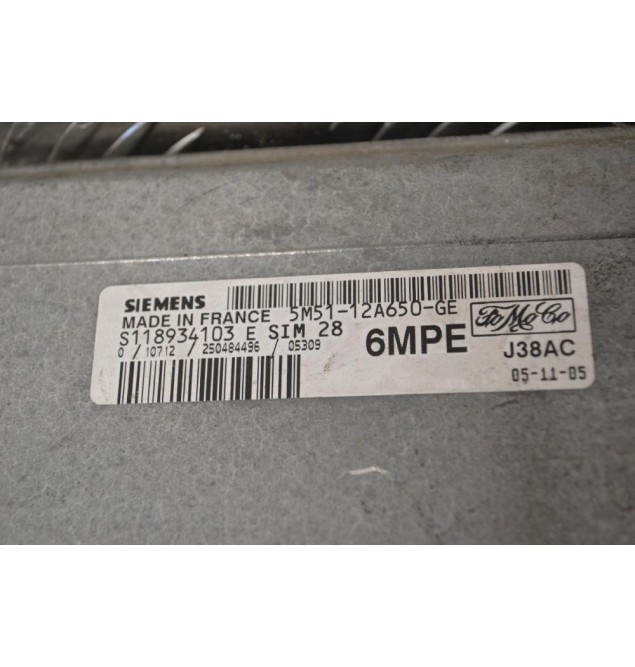 SIEMENS
MADE IN FRANCE 5M51-12A650-GE
S118934103 E SIM 28
0 / 10712 / 250484496 / 05309
6MPE
FoMoCo
J38AC
05-11-05